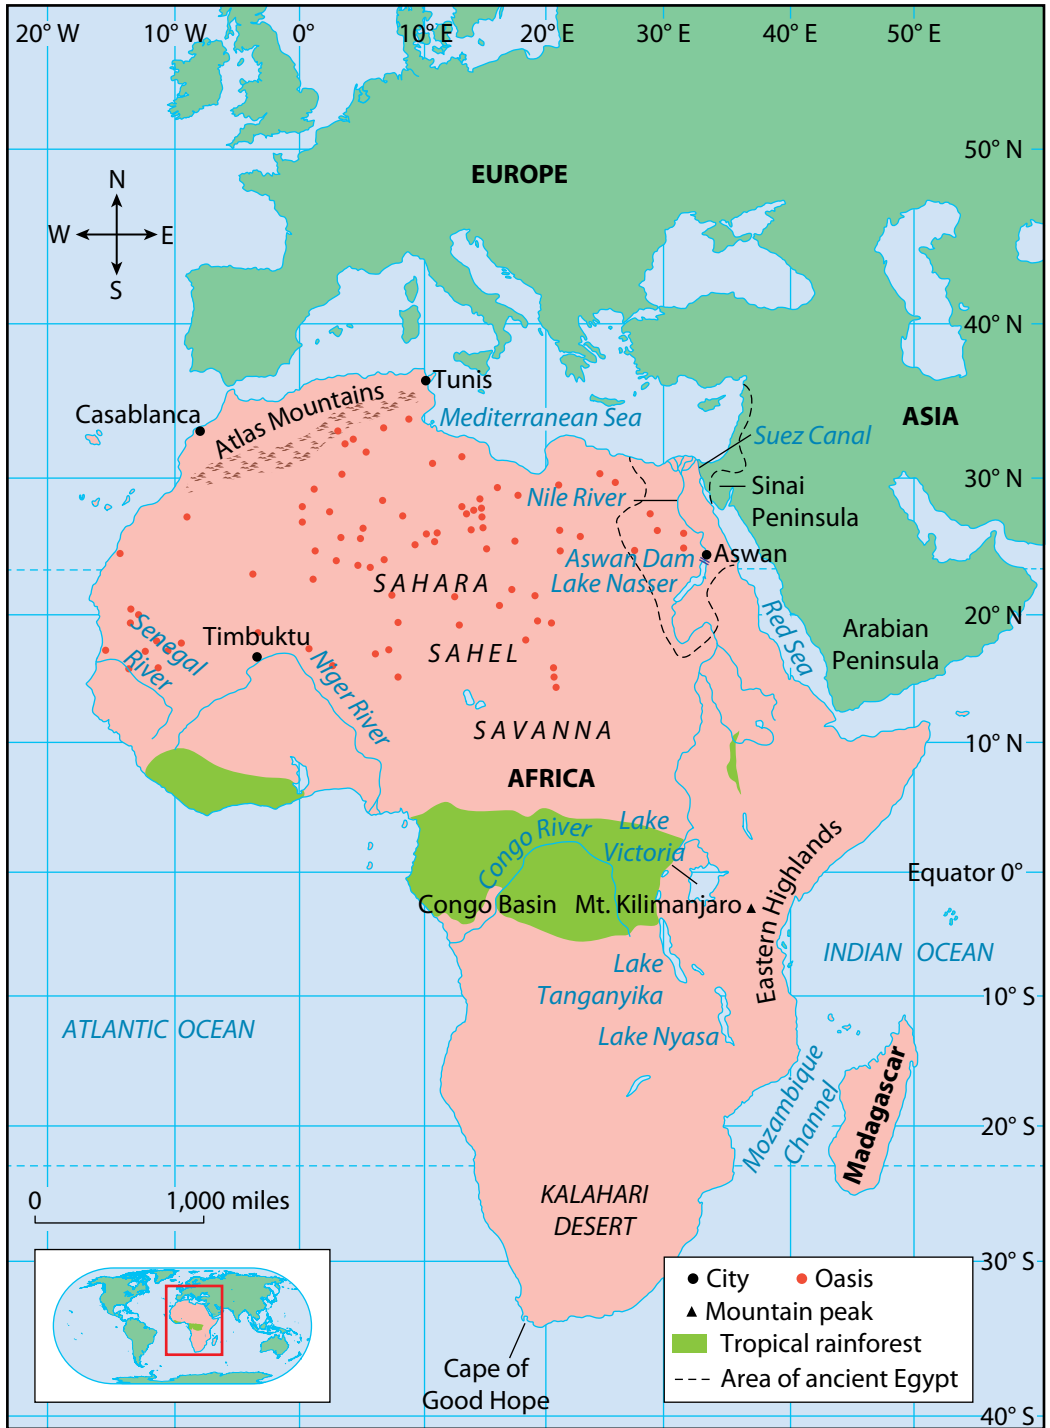 20° W
10° W
0°
10° E
20° E
30° E
40° E
50° E
50° N
EUROPE
N
W
E
S
40° N
Tunis
Atlas Mountains
Casablanca
Mediterranean Sea
ASIA
Suez Canal
30° N
Sinai
Peninsula
Nile River
Aswan
Aswan Dam
Lake Nasser
SAHARA
20° N
Red Sea
Arabian
Peninsula
Senegal
River
Timbuktu
Niger River
SAHEL
SAVANNA
10° N
AFRICA
Lake
Victoria
Congo River
Equator 0°
Congo Basin
Mt. Kilimanjaro
Eastern Highlands
INDIAN OCEAN
Lake
Tanganyika
10° S
ATLANTIC OCEAN
Lake Nyasa
Mozambique
Channel
Madagascar
20° S
KALAHARI
DESERT
0
1,000 miles
30° S
City
Oasis
Mountain peak
Tropical rainforest
Area of ancient Egypt
Cape of
Good Hope
40° S